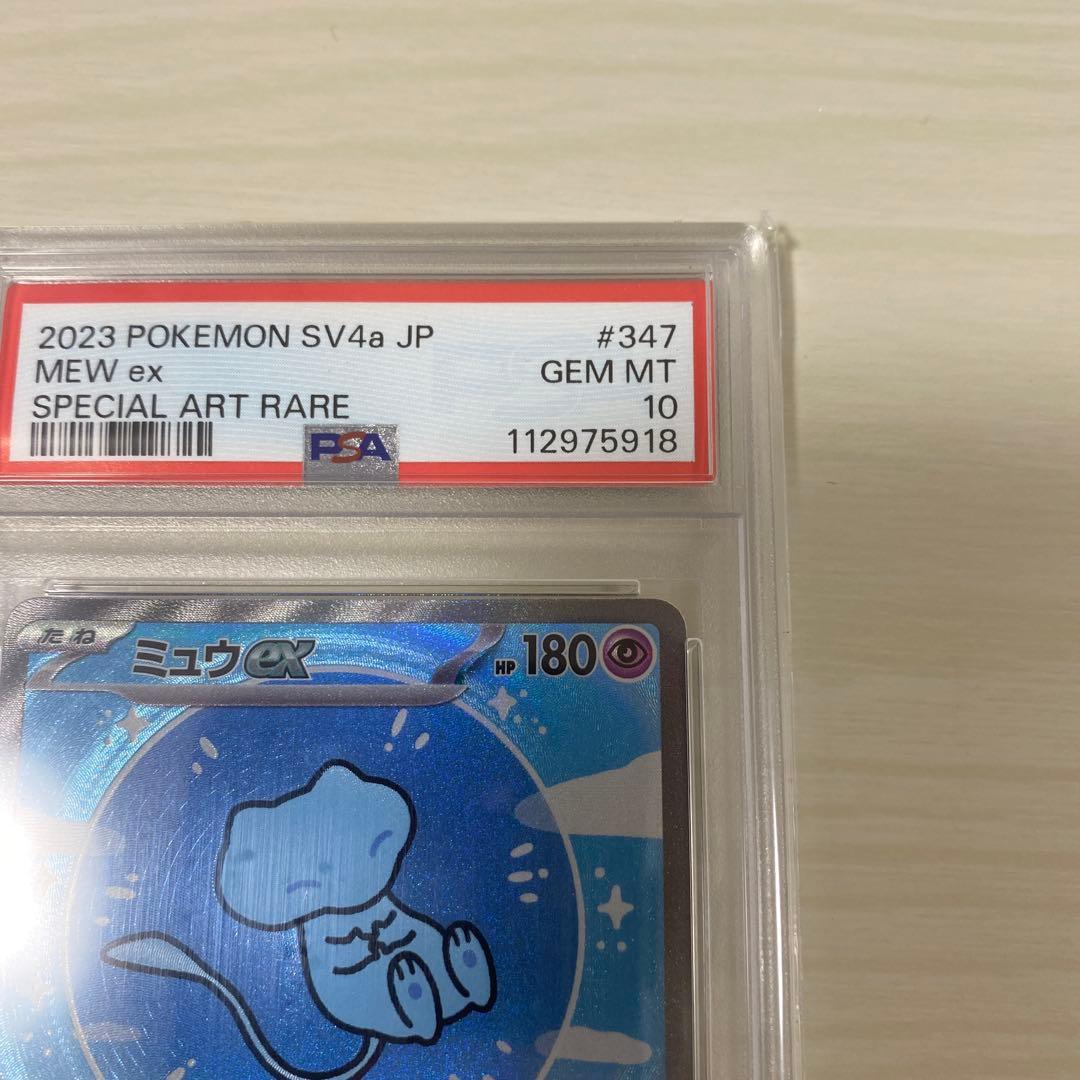 2023 POKEMON SV4a JP #347
MEW ex GEM MT
SPECIAL ART RARE 10
PSA 112975918
たね ミュウex HP 180